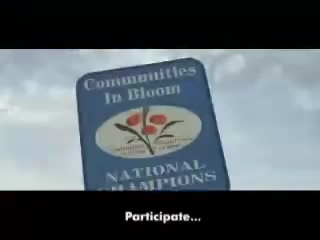 Communities
In Bloom
NATIONAL
CHAMPIONS
Participate...